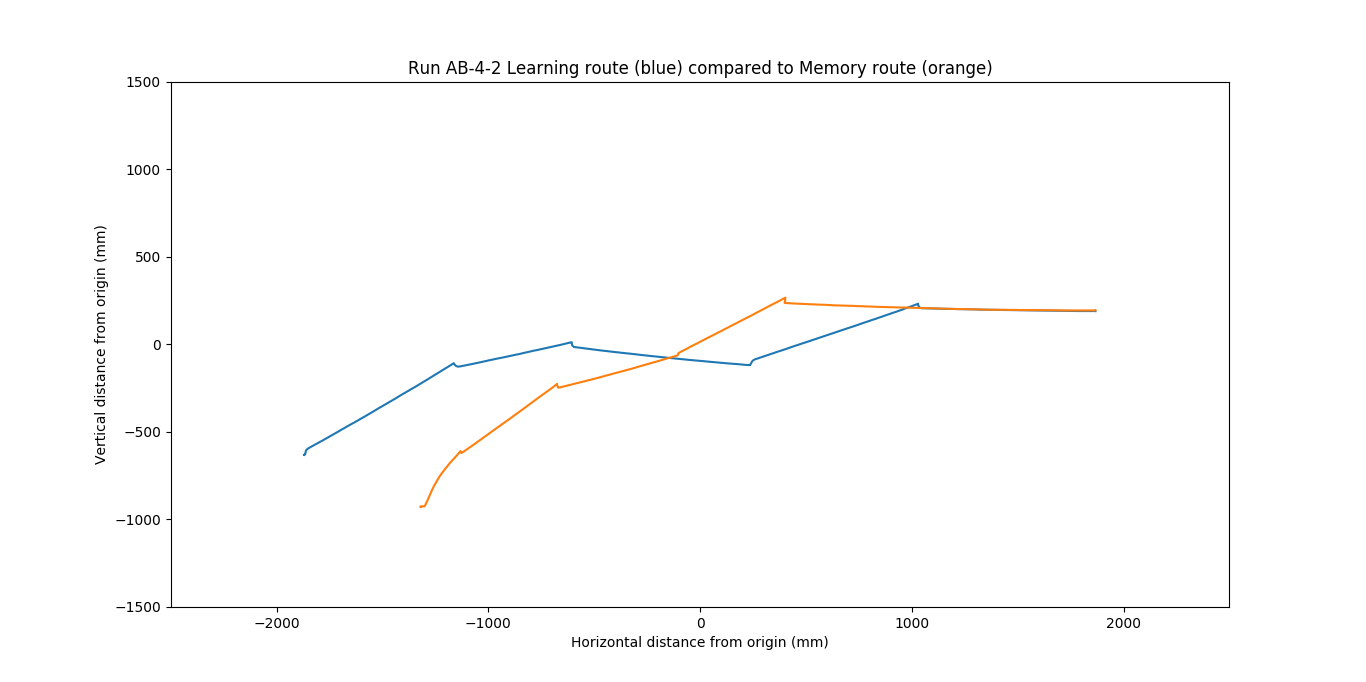 Run AB-4-2 Learning route (blue) compared to Memory route (orange)
1500
1000
500
0
−500
−1000
−1500
Vertical distance from origin (mm)
−2000 −1000 0 1000 2000
Horizontal distance from origin (mm)